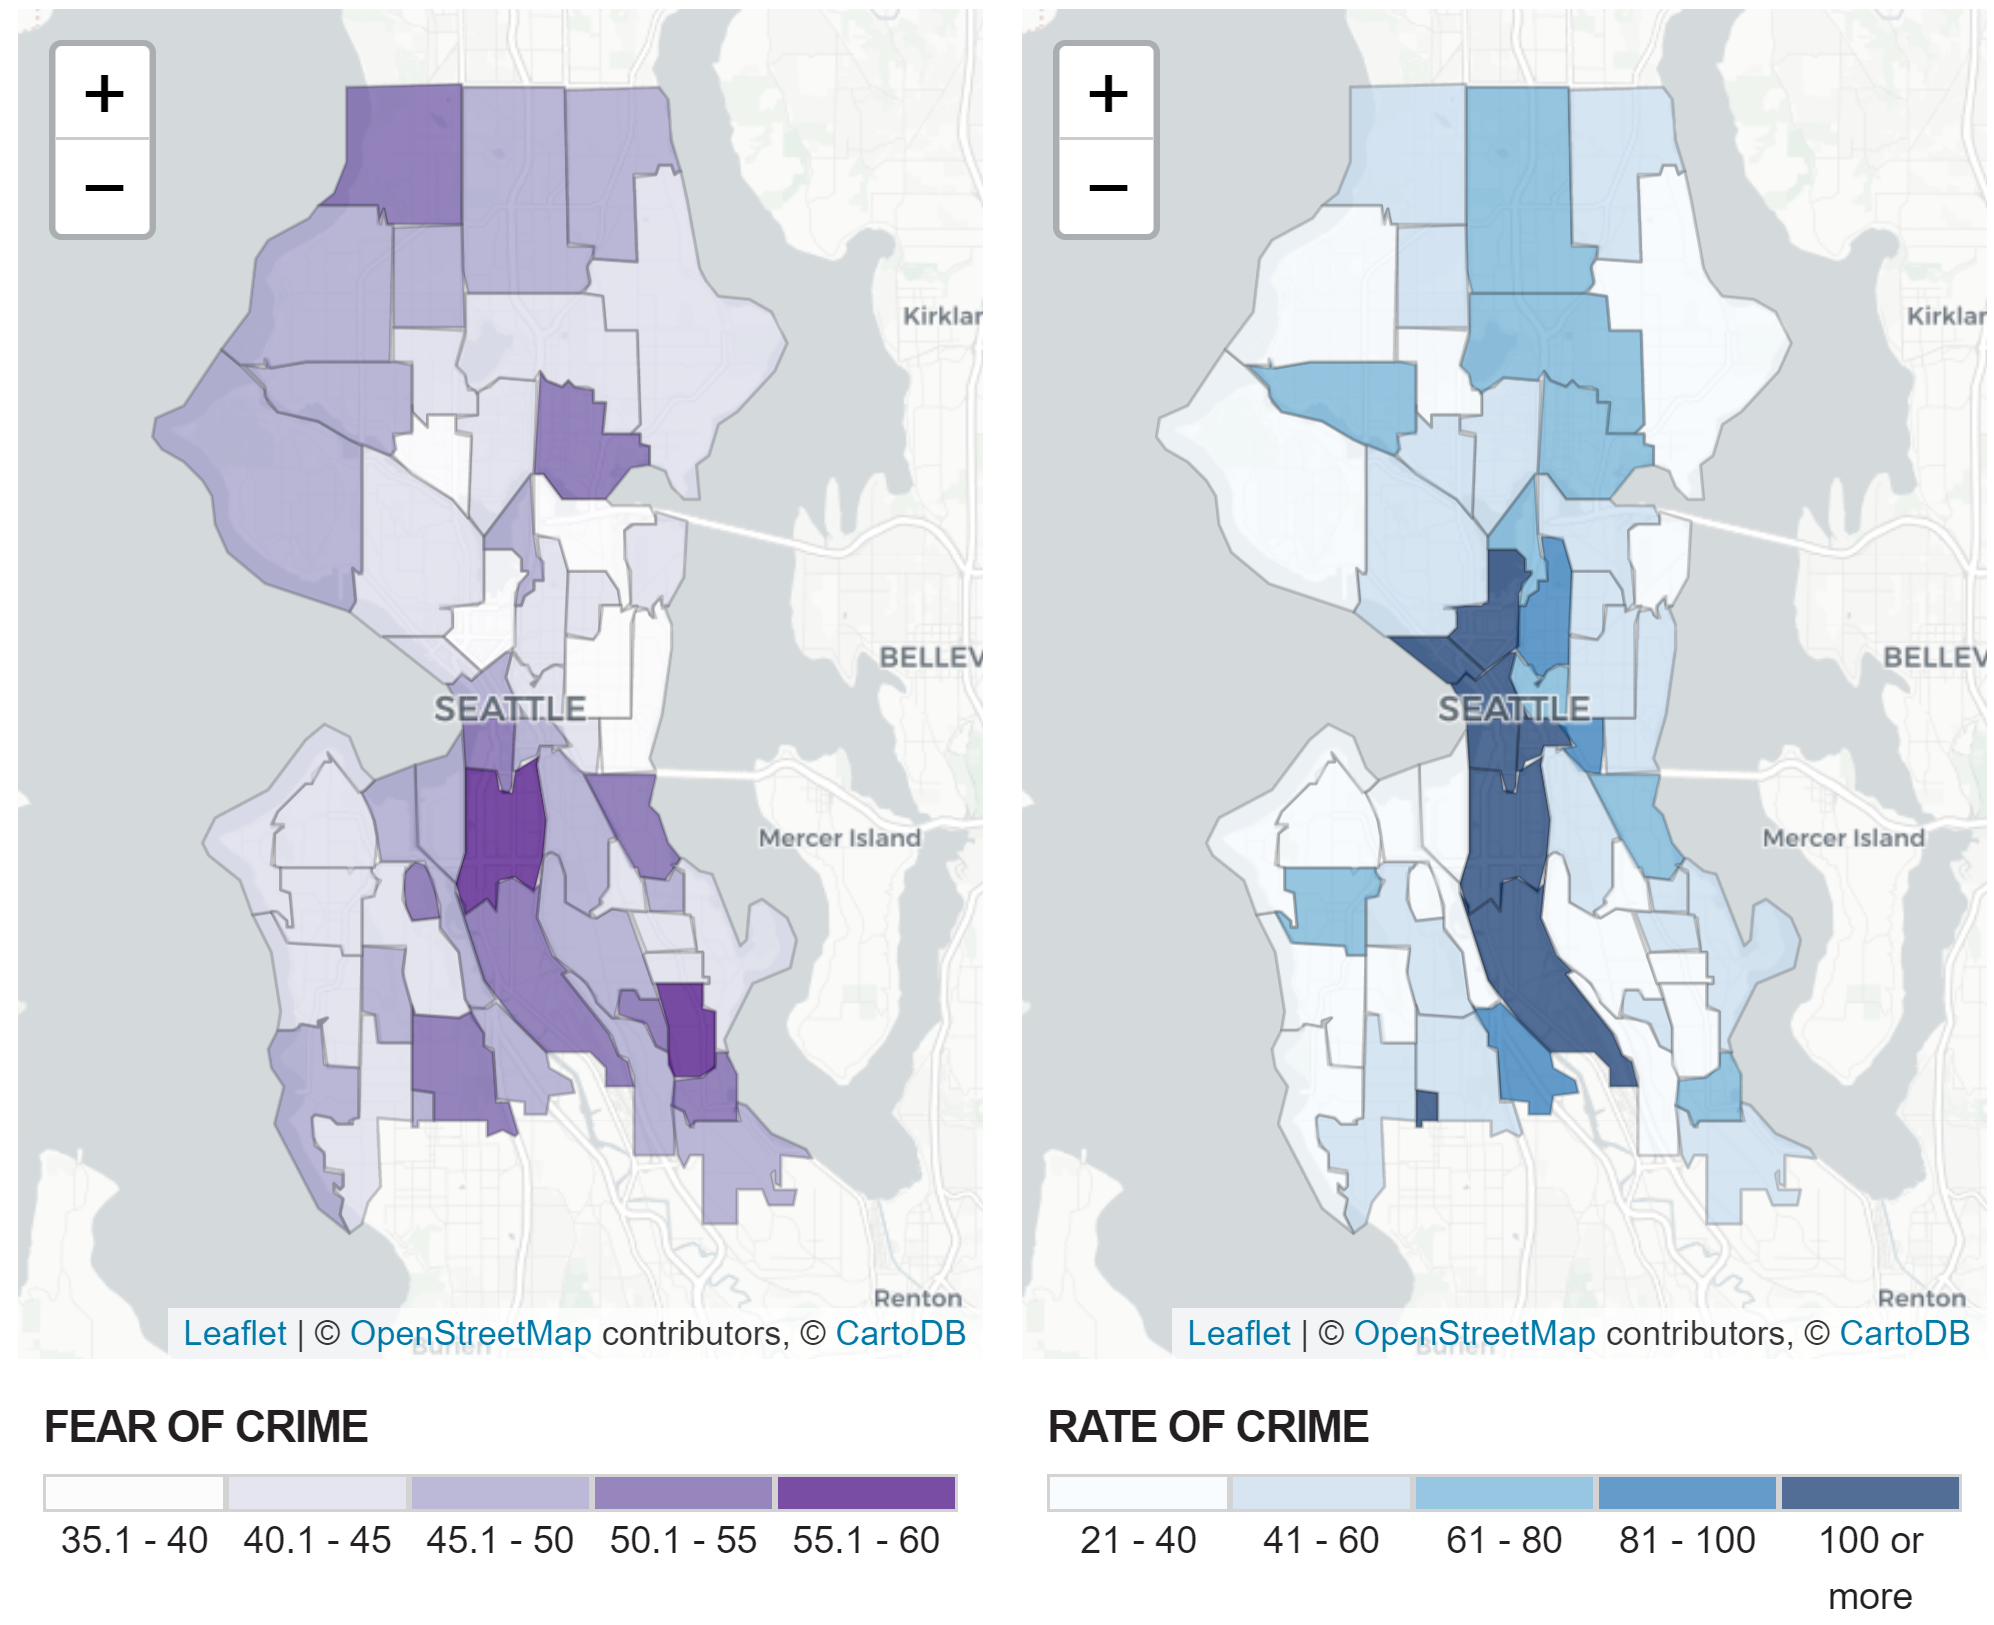 +
−
Kirklar
BELLEV
SEATTLE
Mercer Island
Renton
Burien
Leaflet | © OpenStreetMap contributors, © CartoDB
FEAR OF CRIME
35.1 - 40
40.1 - 45
45.1 - 50
50.1 - 55
55.1 - 60
+
−
Kirklar
BELLEV
SEATTLE
Mercer Island
Renton
Burien
Leaflet | © OpenStreetMap contributors, © CartoDB
RATE OF CRIME
21 - 40
41 - 60
61 - 80
81 - 100
100 or
more